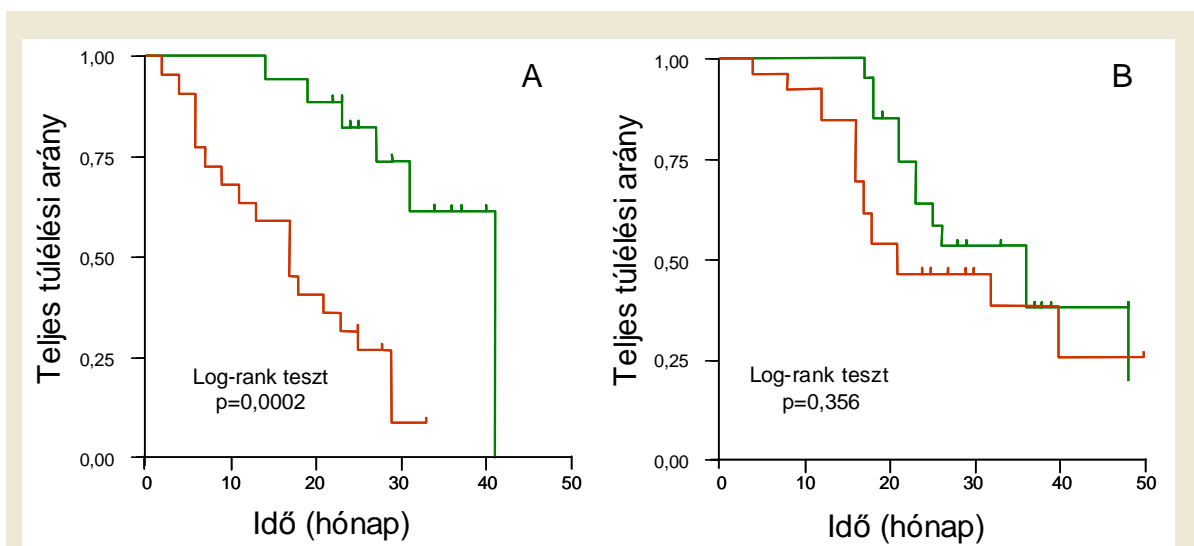 A
Teljes túlélési arány
1,00
0,75
0,50
0,25
0,00
Log-rank teszt
p=0,0002
0 10 20 30 40 50
Idő (hónap)
B
Teljes túlélési arány
1,00
0,75
0,50
0,25
0,00
Log-rank teszt
p=0,356
0 10 20 30 40 50
Idő (hónap)